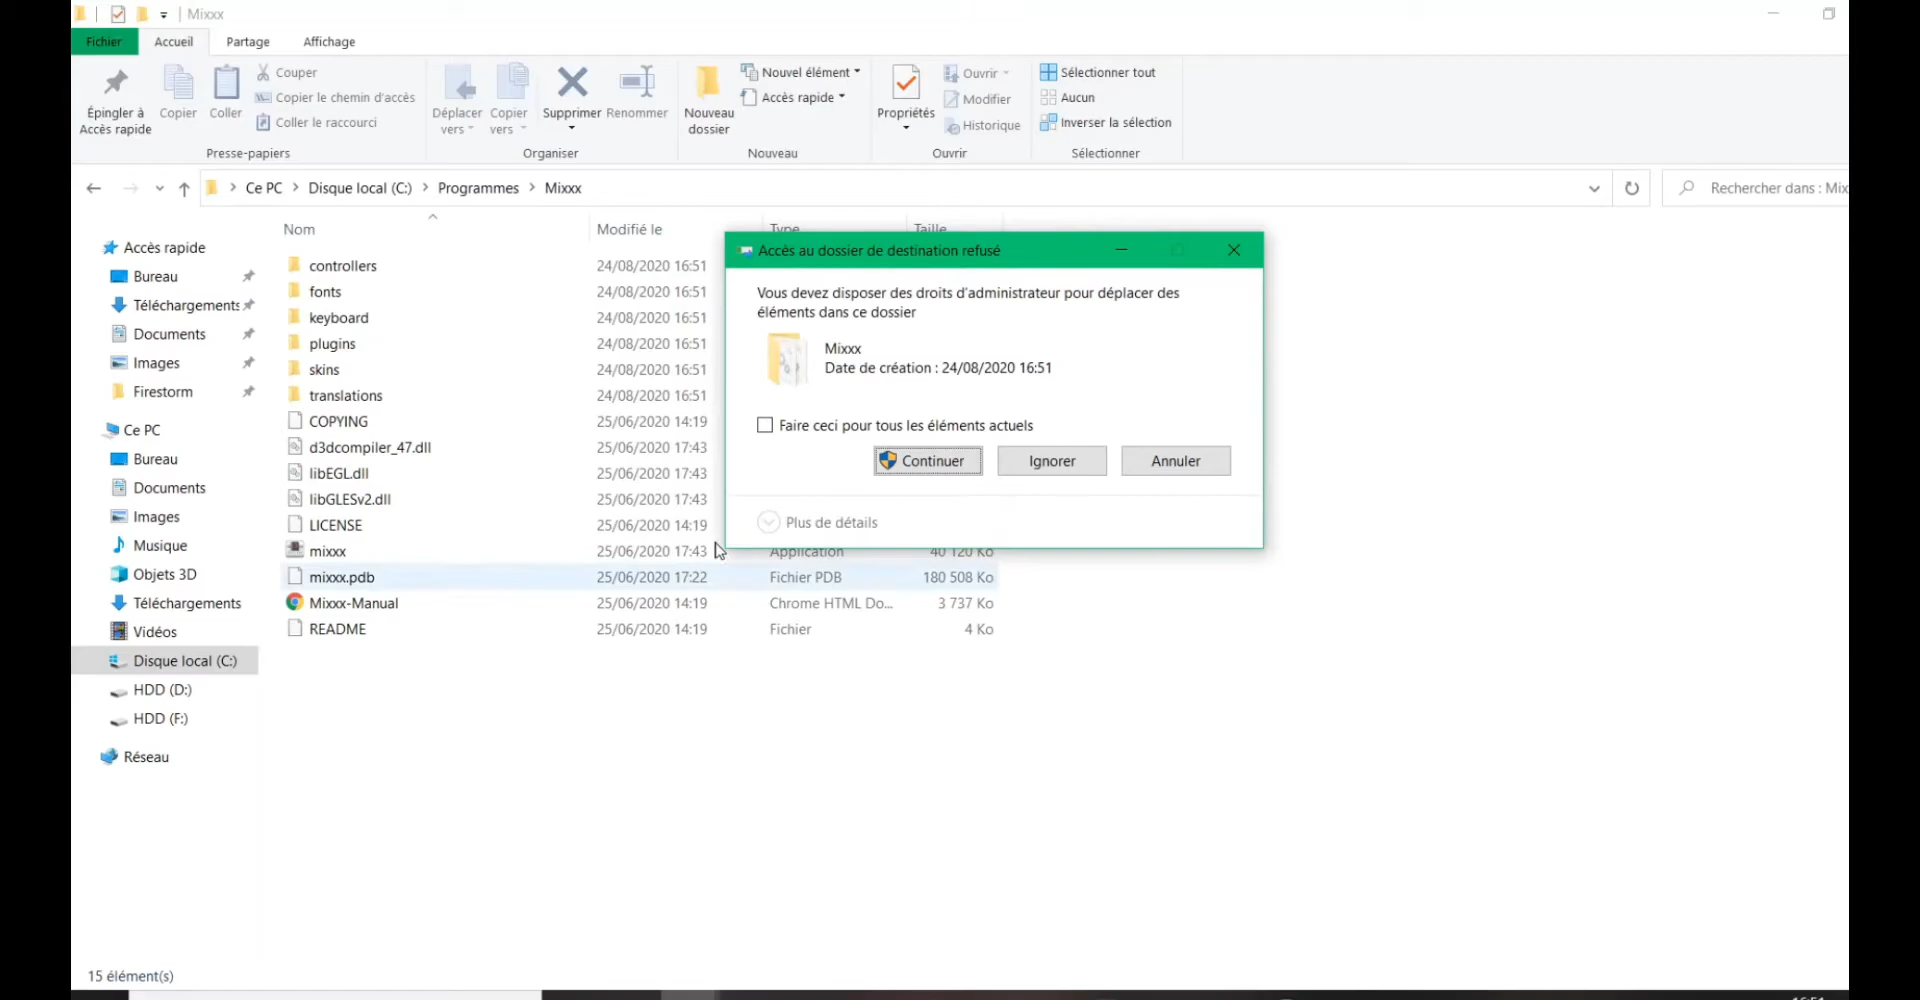 Mixxx
Fichier
Accueil
Partage
Affichage
Épingler à
Accès rapide
Copier
Coller
Couper
Copier le chemin d'accès
Coller le raccourci
Presse-papiers
Déplacer
vers
Copier
vers
Supprimer
Renommer
Organiser
Nouveau
dossier
Nouvel élément
Accès rapide
Nouveau
Propriétés
Ouvrir
Modifier
Historique
Ouvrir
Sélectionner tout
Aucun
Inverser la sélection
Sélectionner
Ce PC > Disque local (C:) > Programmes > Mixxx
Rechercher dans : Mix
Accès rapide
Bureau
Téléchargements
Documents
Images
Firestorm
Ce PC
Bureau
Documents
Images
Musique
Objets 3D
Téléchargements
Vidéos
Disque local (C:)
HDD (D:)
HDD (F:)
Réseau
Nom Modifié le Type Taille
controllers 24/08/2020 16:51
fonts 24/08/2020 16:51
keyboard 24/08/2020 16:51
plugins 24/08/2020 16:51
skins 24/08/2020 16:51
translations 24/08/2020 16:51
COPYING 25/06/2020 14:19
d3dcompiler_47.dll 25/06/2020 17:43
libEGL.dll 25/06/2020 17:43
libGLESv2.dll 25/06/2020 17:43
LICENSE 25/06/2020 14:19
mixxx 25/06/2020 17:43 Application 40 120 Ko
mixxx.pdb 25/06/2020 17:22 Fichier PDB 180 508 Ko
Mixxx-Manual 25/06/2020 14:19 Chrome HTML Do... 3 737 Ko
README 25/06/2020 14:19 Fichier 4 Ko
Accès au dossier de destination refusé
Vous devez disposer des droits d'administrateur pour déplacer des
éléments dans ce dossier
Mixxx
Date de création : 24/08/2020 16:51
Faire ceci pour tous les éléments actuels
Continuer
Ignorer
Annuler
Plus de détails
15 élément(s)